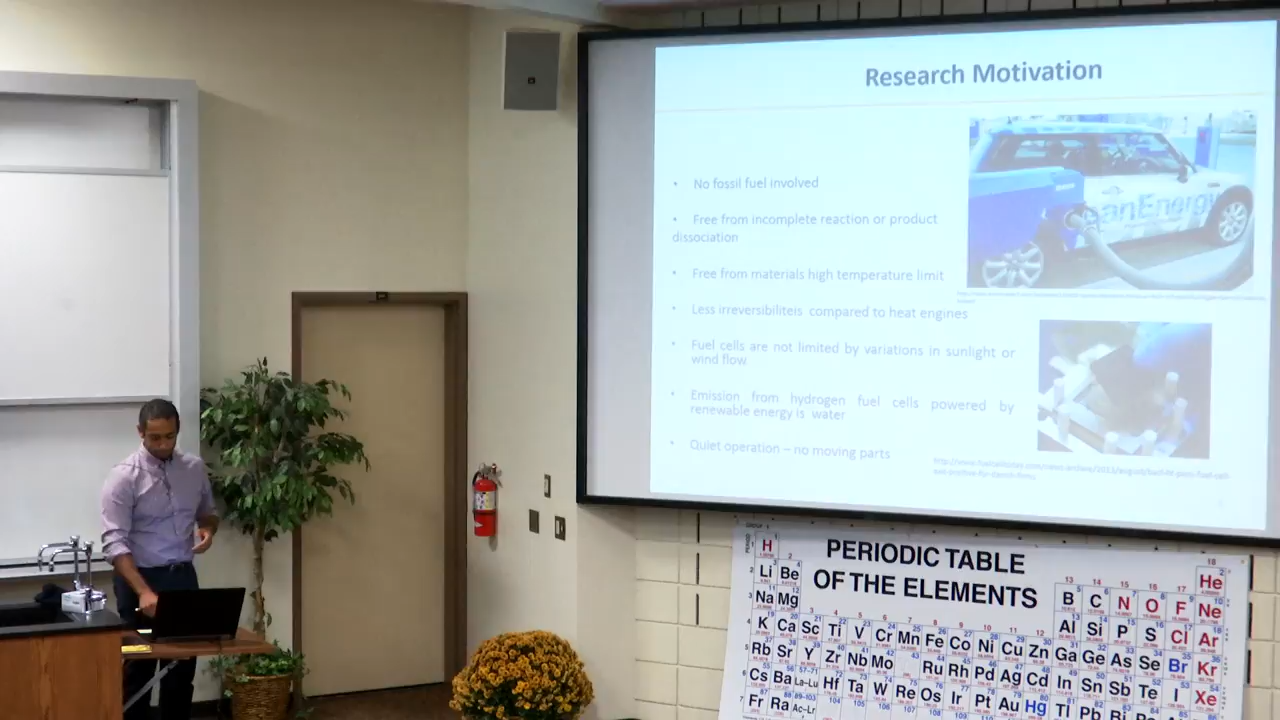 Research Motivation
• No fossil fuel involved
• Free from incomplete reaction or product
dissociation
• Free from materials high temperature limit
• Less irreversibiliteis compared to heat engines
• Fuel cells are not limited by variations in sunlight or
wind flow
• Emission from hydrogen fuel cells powered by
renewable energy is water
• Quiet operation – no moving parts
anEnergy
PERIODIC TABLE
OF THE ELEMENTS
GROUP
PERIOD
H He
Li Be B C N O F Ne
Na Mg Al Si P S Cl Ar
K Ca Sc Ti V Cr Mn Fe Co Ni Cu Zn Ga Ge As Se Br Kr
Rb Sr Y Zr Nb Mo Ru Rh Pd Ag Cd In Sn Sb Te I Xe
Cs Ba La–Lu Hf Ta W Re Os Ir Pt Au Hg Tl Pb
Fr Ra Ac–Lr